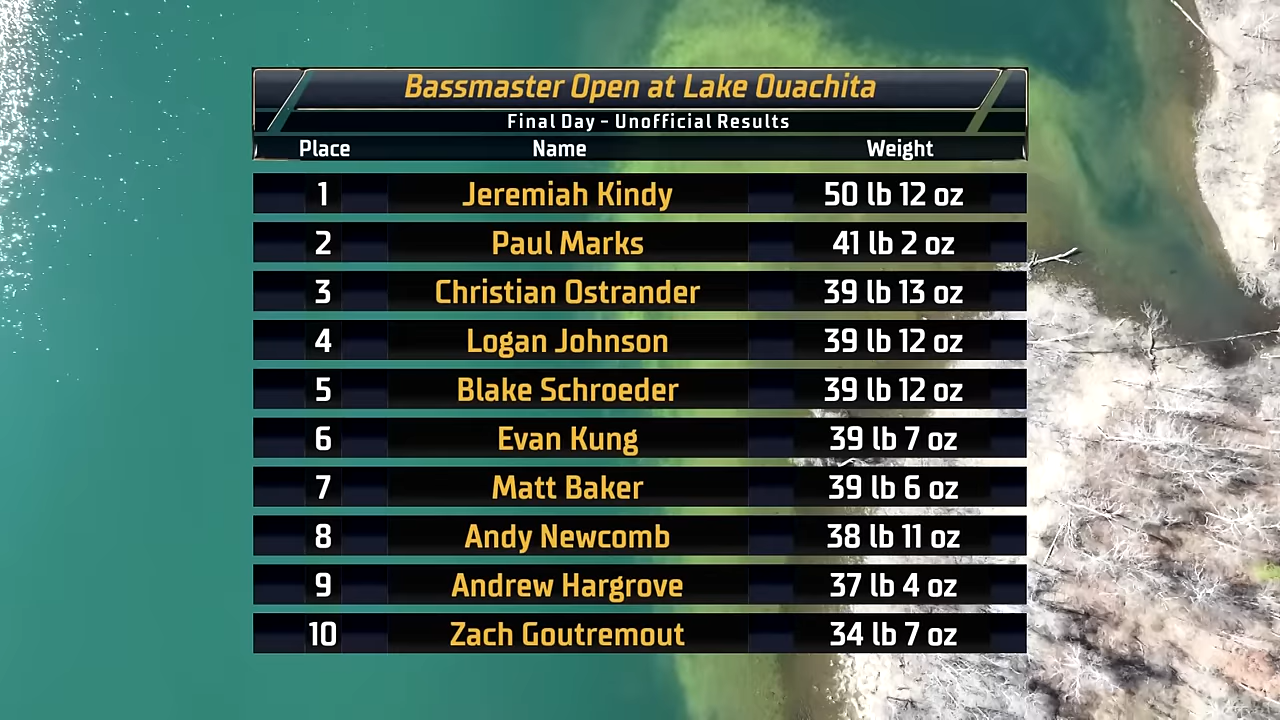 Bassmaster Open at Lake Ouachita
Final Day - Unofficial Results
Place Name Weight
1 Jeremiah Kindy 50 lb 12 oz
2 Paul Marks 41 lb 2 oz
3 Christian Ostrander 39 lb 13 oz
4 Logan Johnson 39 lb 12 oz
5 Blake Schroeder 39 lb 12 oz
6 Evan Kung 39 lb 7 oz
7 Matt Baker 39 lb 6 oz
8 Andy Newcomb 38 lb 11 oz
9 Andrew Hargrove 37 lb 4 oz
10 Zach Goutremout 34 lb 7 oz